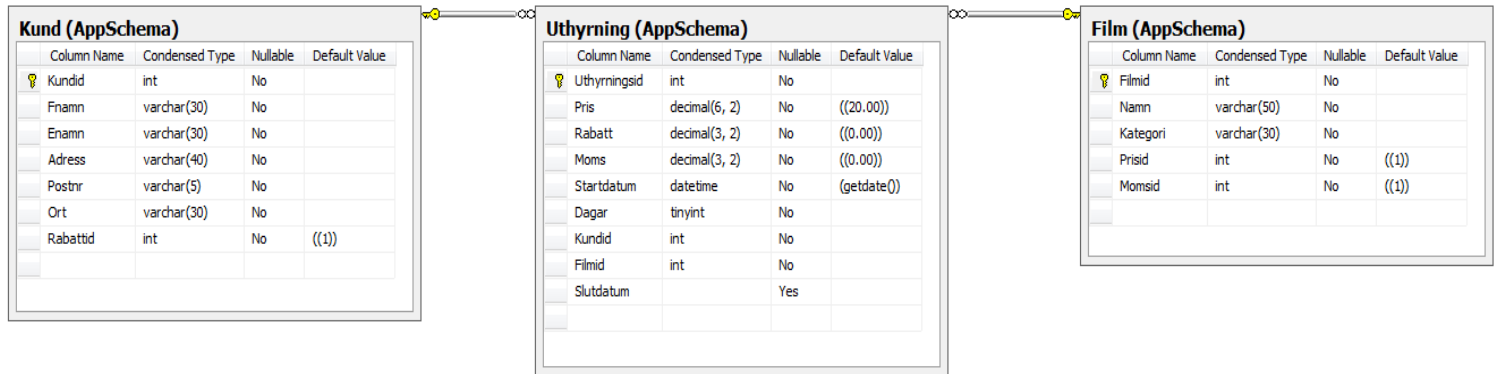 Kund (AppSchema)
Column Name Condensed Type Nullable Default Value
Kundid int No
Fnamn varchar(30) No
Enamn varchar(30) No
Adress varchar(40) No
Postnr varchar(5) No
Ort varchar(30) No
Rabattid int No ((1))
Uthyrning (AppSchema)
Column Name Condensed Type Nullable Default Value
Uthyrningsid int No
Pris decimal(6, 2) No ((20.00))
Rabatt decimal(3, 2) No ((0.00))
Moms decimal(3, 2) No ((0.00))
Startdatum datetime No (getdate())
Dagar tinyint No
Kundid int No
Filmid int No
Slutdatum Yes
Film (AppSchema)
Column Name Condensed Type Nullable Default Value
Filmid int No
Namn varchar(50) No
Kategori varchar(30) No
Prisid int No ((1))
Momsid int No ((1))